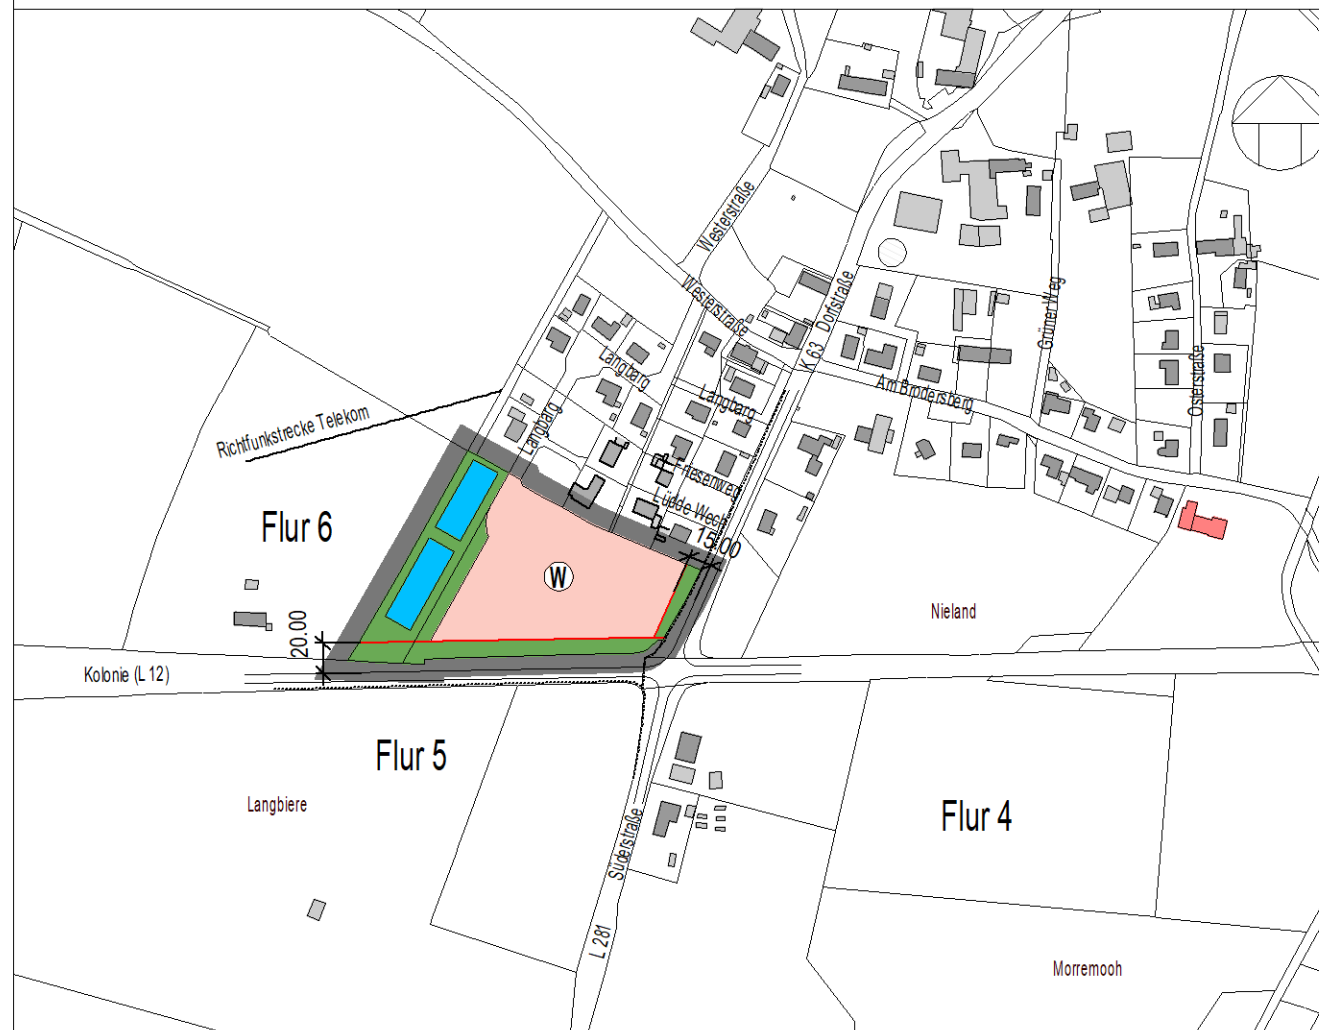 Westerstraße
Westerstraße
K 63 Dorfstraße
Grüner Weg
Osterstraße
Am Brodersberg
Langbarg
Langbarg
Langbarg
Richtfunkstrecke Telekom
Friesenweg
Lüdde Wech
15.00
Flur 6
W
Nieland
20.00
Kolonie (L 12)
Flur 5
Langbiere
Flur 4
Süderstraße
L 281
Morremooh